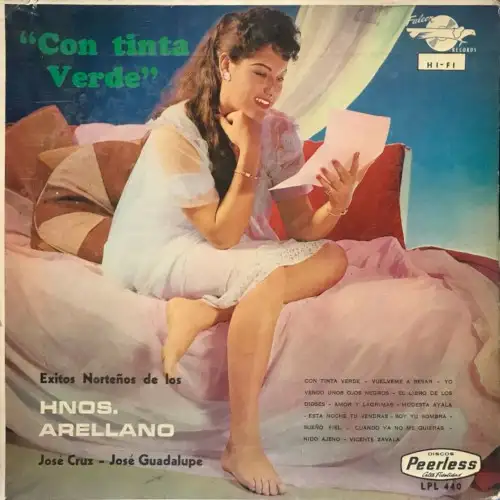 "Con tinta
Verde"
Falcon
RECORDS
HI-FI
Exitos Norteños de los
HNOS.
ARELLANO
José Cruz - José Guadalupe
CON TINTA VERDE - VUELVEME A BESAR - YO
VENDO UNOS OJOS NEGROS - EL LIBRO DE LOS
DIOSES - AMOR Y LAGRIMAS - MODESTA AYALA
- ESTA NOCHE TU VENDRAS - SOY TU SOMBRA -
SUEÑO FIEL - CUANDO YA NO ME QUIERAS -
NIDO AJENO - VICENTE ZAVALA
DISCOS
Peerless
Alta Fidelidad
LPL 440